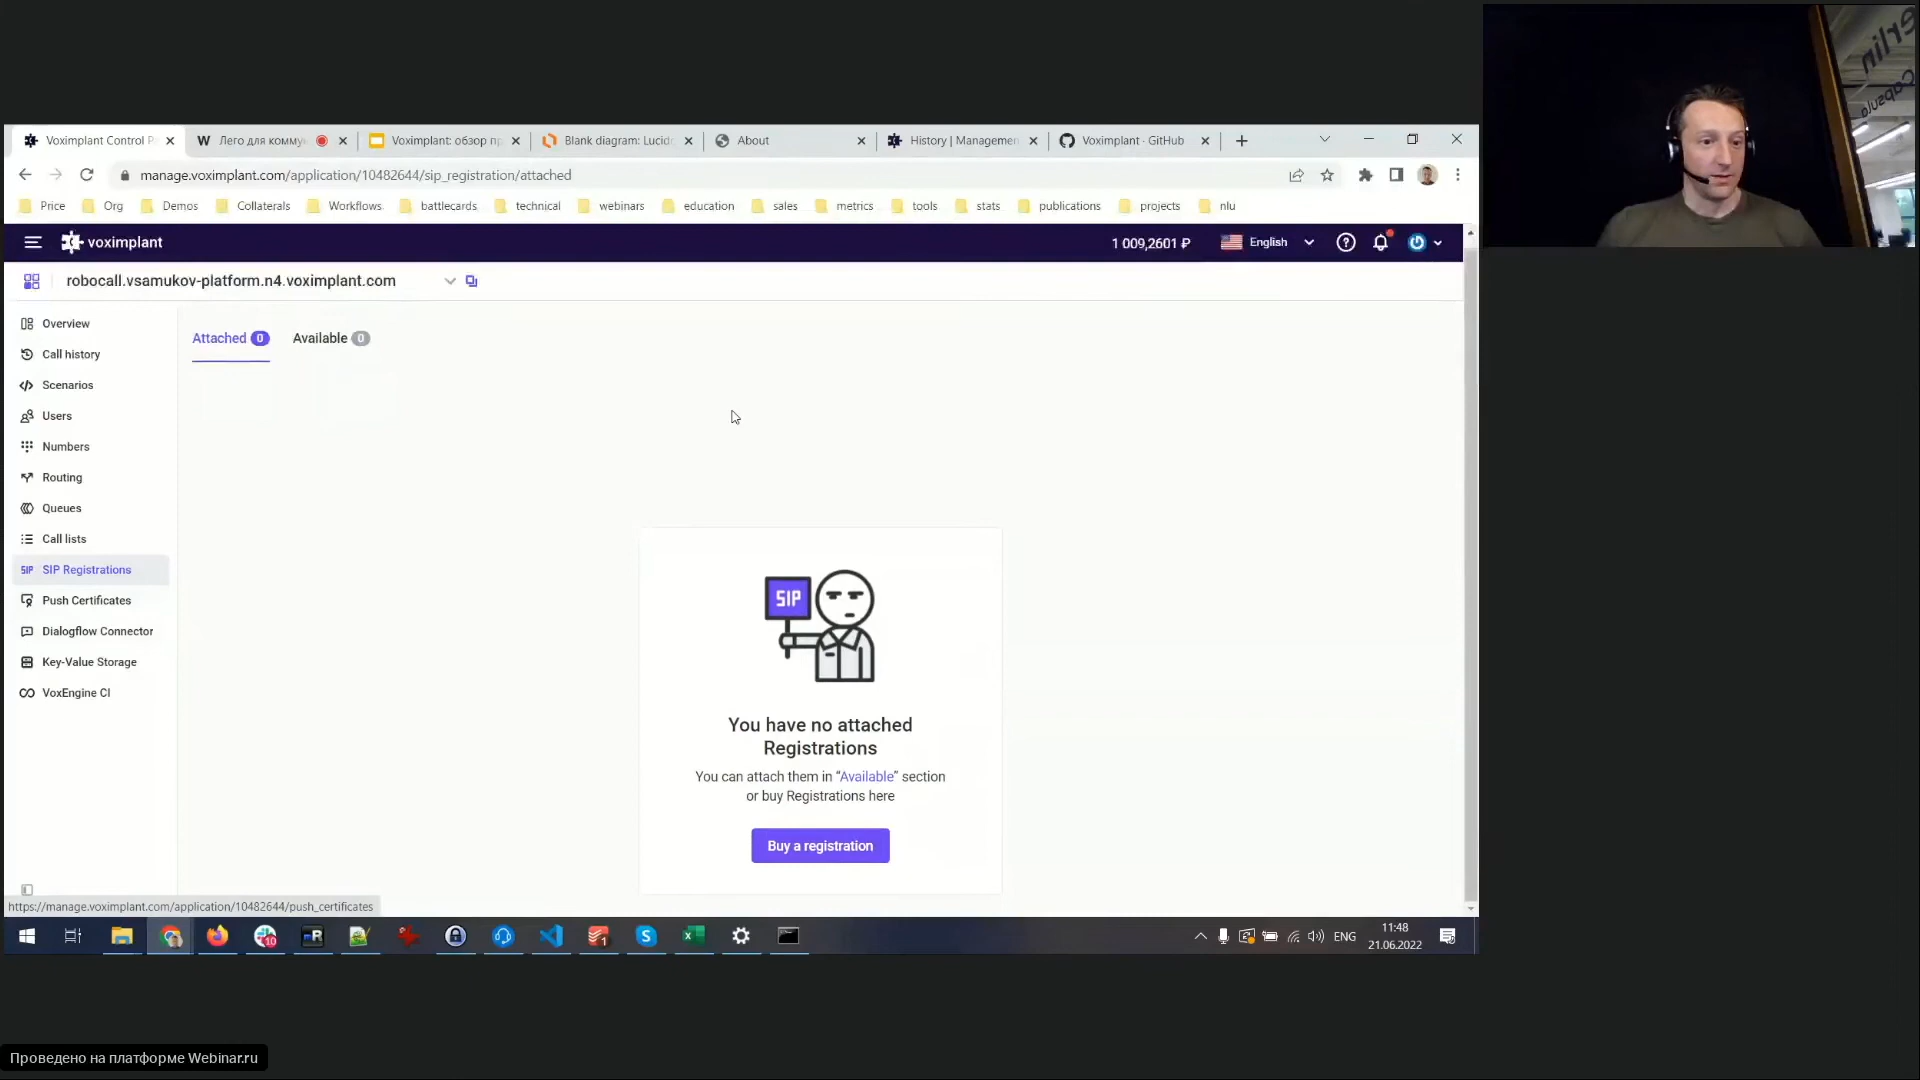 Voximplant Control P
Лего для комму
Voximplant: обзор п
Blank diagram: Lucid
About
History | Managemen
Voximplant · GitHub
manage.voximplant.com/application/10482644/sip_registration/attached
Price
Org
Demos
Collaterals
Workflows
battlecards
technical
webinars
education
sales
metrics
tools
stats
publications
projects
nlu
voximplant
1 009,2601 ₽
English
robocall.vsamukov-platform.n4.voximplant.com
Overview
Call history
Scenarios
Users
Numbers
Routing
Queues
Call lists
SIP SIP Registrations
Push Certificates
Dialogflow Connector
Key-Value Storage
VoxEngine CI
Attached 0
Available 0
SIP
You have no attached
Registrations
You can attach them in “Available” section
or buy Registrations here
Buy a registration
https://manage.voximplant.com/application/10482644/push_certificates
ENG
11:48
21.06.2022
Проведено на платформе Webinar.ru